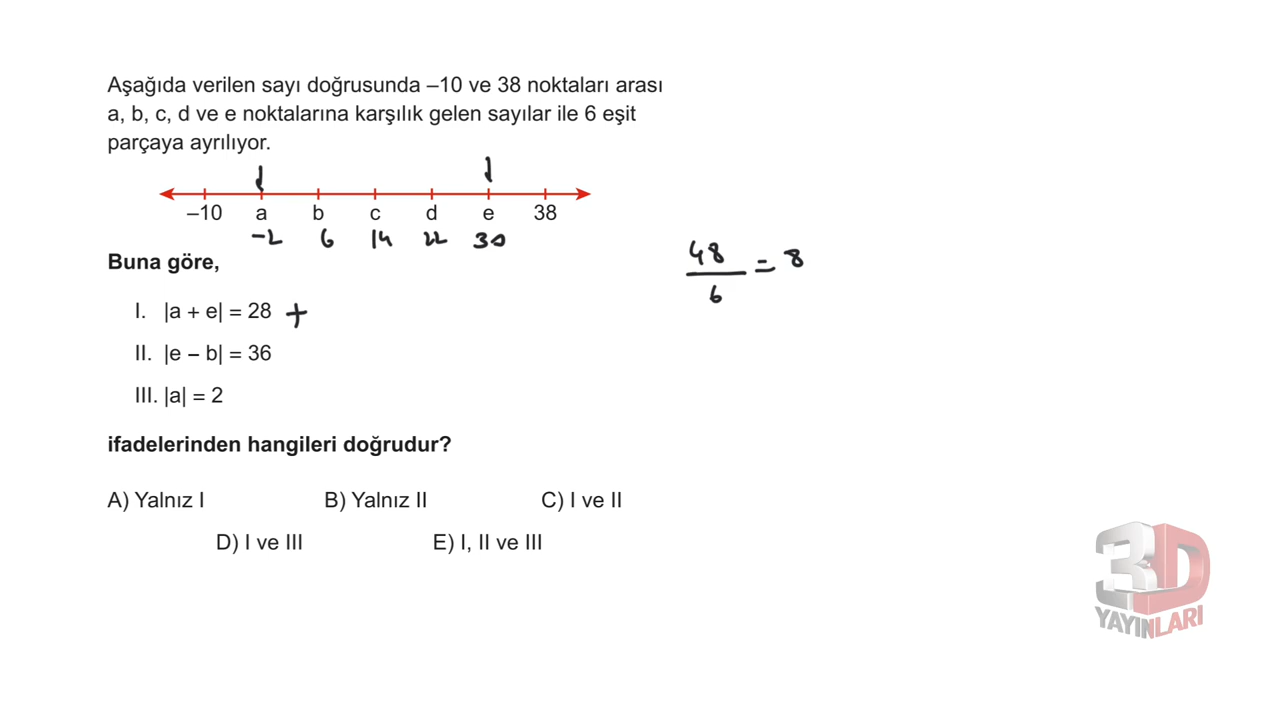 Aşağıda verilen sayı doğrusunda –10 ve 38 noktaları arası
a, b, c, d ve e noktalarına karşılık gelen sayılar ile 6 eşit
parçaya ayrılıyor.
–10 a b c d e 38
-2 6 14 22 30
48
6
= 8
Buna göre,
I. |a + e| = 28 +
II. |e – b| = 36
III. |a| = 2
ifadelerinden hangileri doğrudur?
A) Yalnız I B) Yalnız II C) I ve II
D) I ve III E) I, II ve III
3D
YAYINLARI